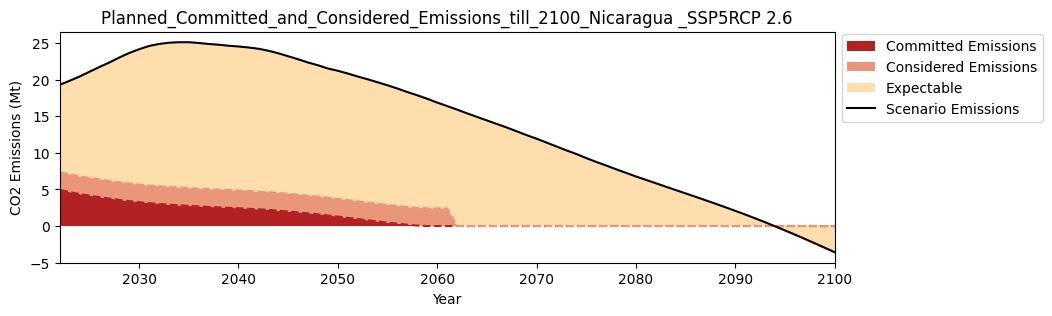 Planned_Committed_and_Considered_Emissions_till_2100_Nicaragua _SSP5RCP 2.6
CO2 Emissions (Mt)
25
20
15
10
5
0
−5
2030 2040 2050 2060 2070 2080 2090 2100
Year
Committed Emissions
Considered Emissions
Expectable
Scenario Emissions